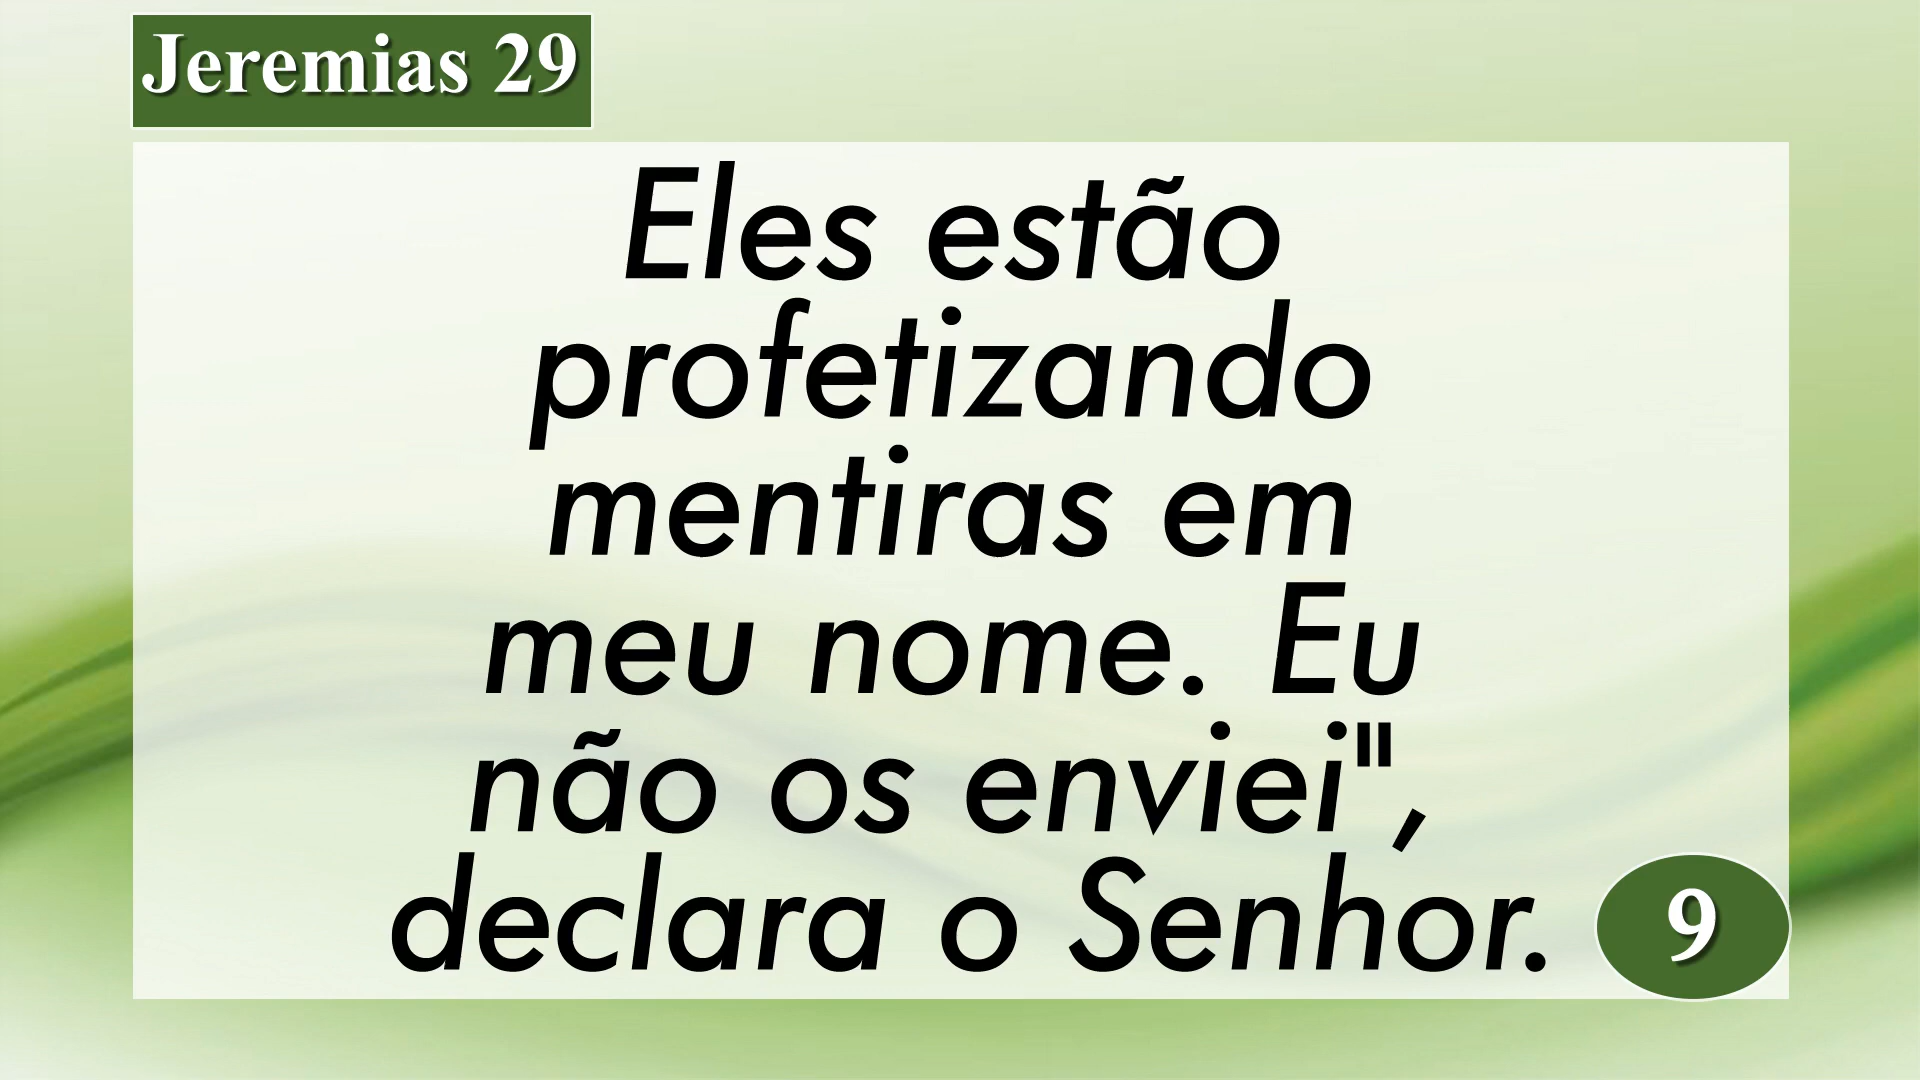 Jeremias 29
Eles estão
profetizando
mentiras em
meu nome. Eu
não os enviei",
declara o Senhor.
9